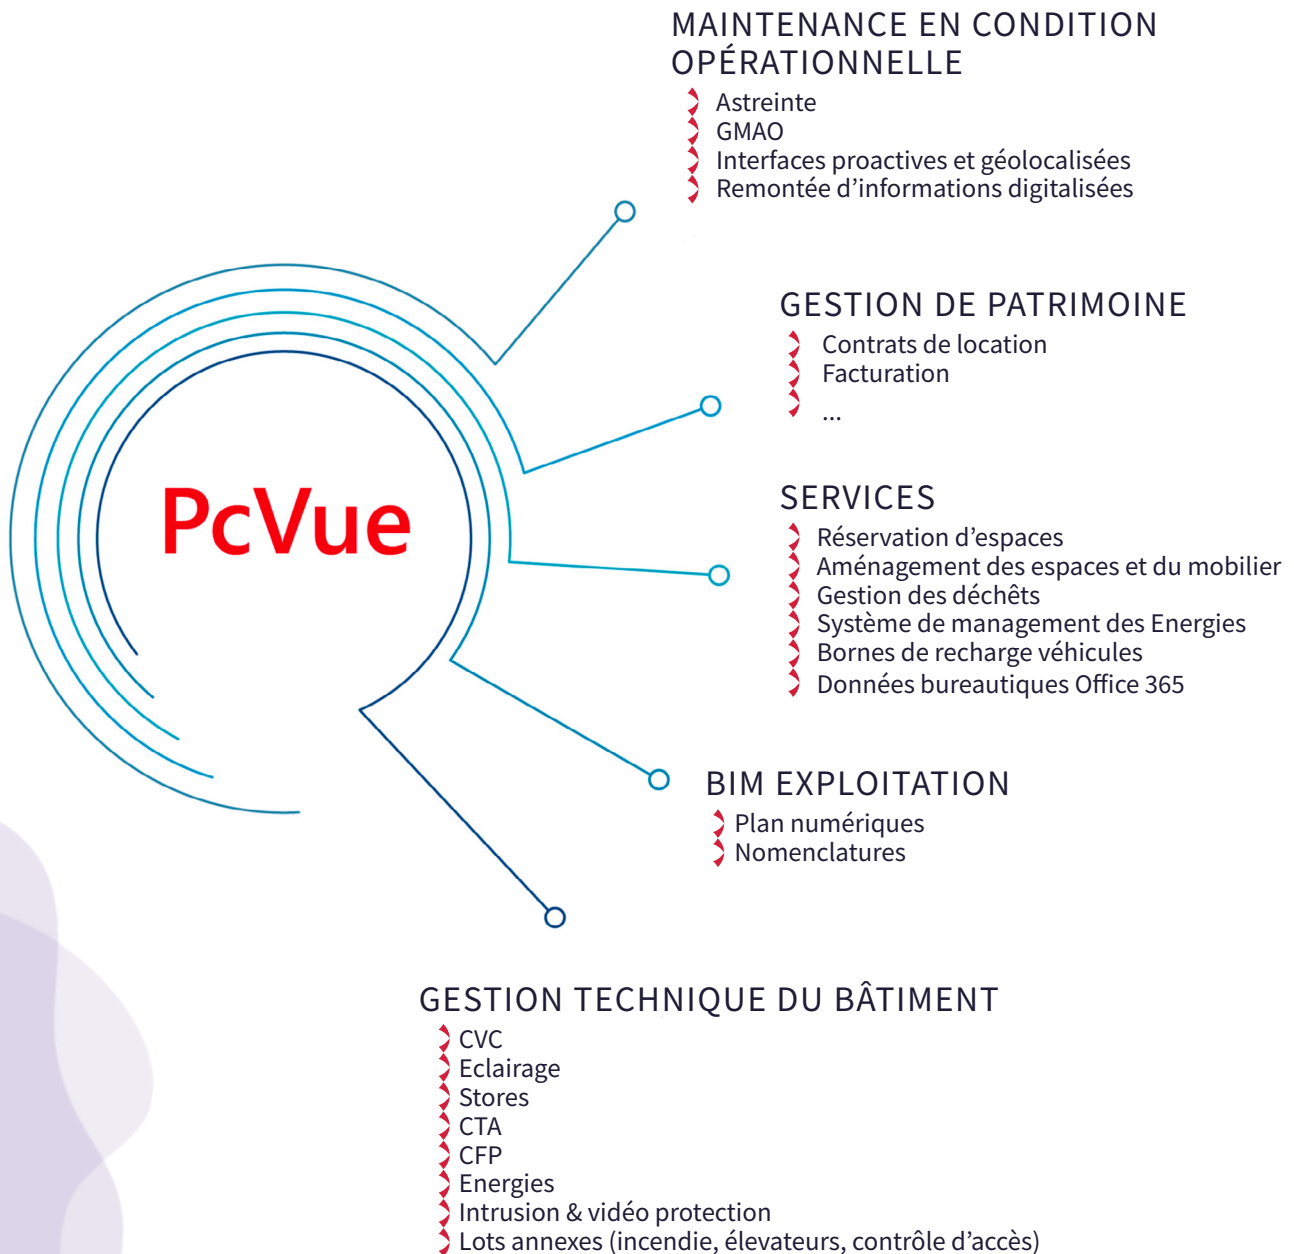 MAINTENANCE EN CONDITION
OPÉRATIONNELLE
Astreinte
GMAO
Interfaces proactives et géolocalisées
Remontée d’informations digitalisées
GESTION DE PATRIMOINE
Contrats de location
Facturation
...
PcVue
SERVICES
Réservation d’espaces
Aménagement des espaces et du mobilier
Gestion des déchêts
Système de management des Energies
Bornes de recharge véhicules
Données bureautiques Office 365
BIM EXPLOITATION
Plan numériques
Nomenclatures
GESTION TECHNIQUE DU BÂTIMENT
CVC
Eclairage
Stores
CTA
CFP
Energies
Intrusion & vidéo protection
Lots annexes (incendie, élevateurs, contrôle d’accès)